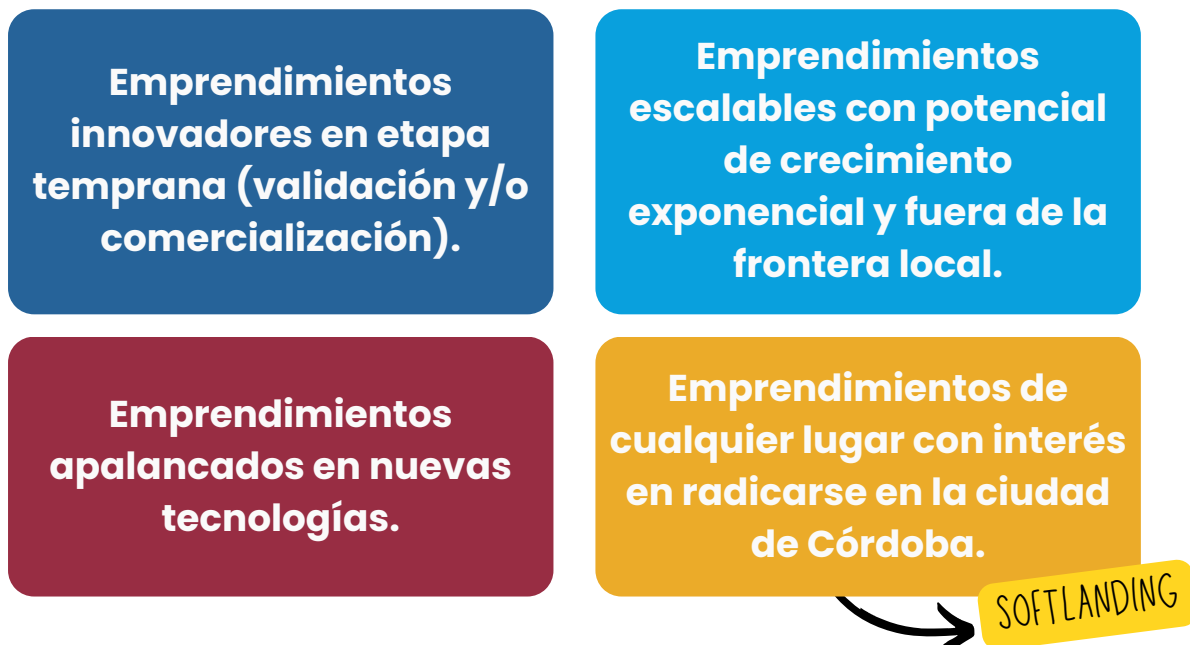 Emprendimientos
innovadores en etapa
temprana (validación y/o
comercialización).
Emprendimientos
escalables con potencial
de crecimiento
exponencial y fuera de la
frontera local.
Emprendimientos
apalancados en nuevas
tecnologías.
Emprendimientos de
cualquier lugar con interés
en radicarse en la ciudad
de Córdoba.
SOFTLANDING